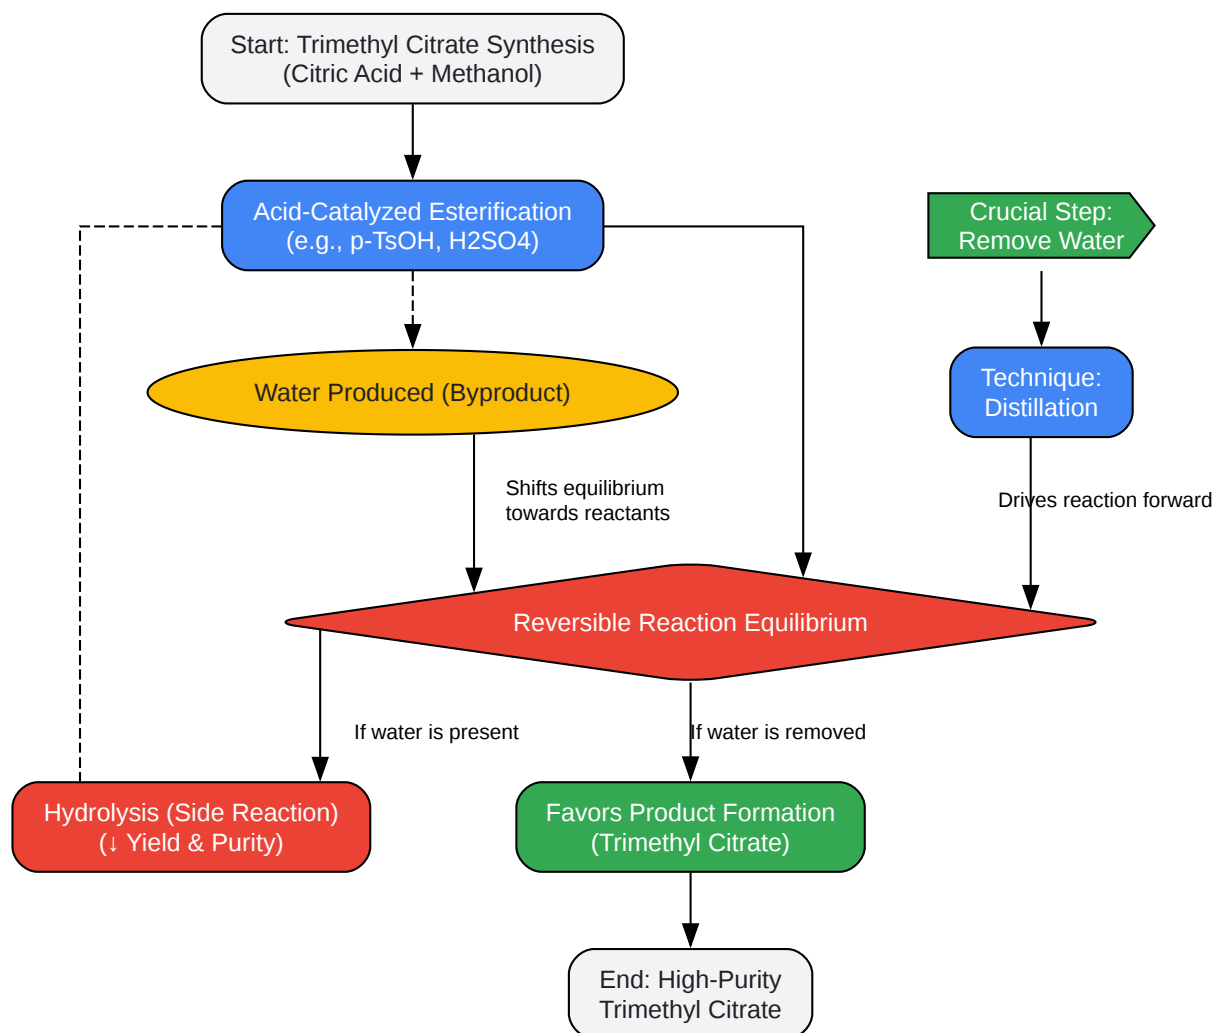 Start: Trimethyl Citrate Synthesis
(Citric Acid + Methanol)
Acid-Catalyzed Esterification
(e.g., p-TsOH, H2SO4)
Crucial Step:
Remove Water
Technique:
Distillation
Water Produced (Byproduct)
Shifts equilibrium
towards reactants
Drives reaction forward
Reversible Reaction Equilibrium
If water is present
If water is removed
Hydrolysis (Side Reaction)
(↓ Yield & Purity)
Favors Product Formation
(Trimethyl Citrate)
End: High-Purity
Trimethyl Citrate